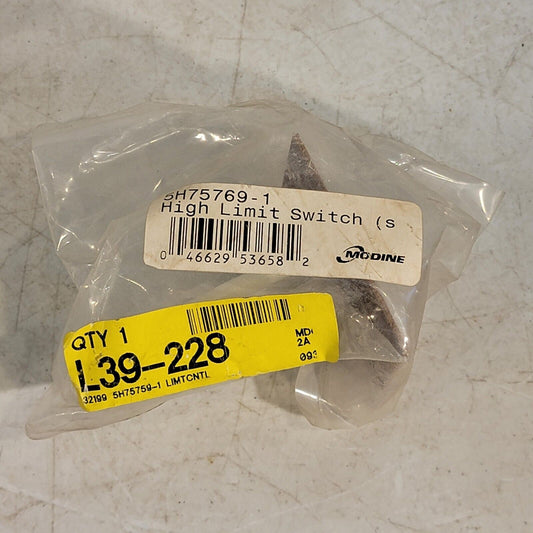 5H75769-1
High Limit Switch (s
0 46629 53658 2
MODINE
QTY 1
L39-228
32199 5H75759-1 LIMTCNTL
2A
093